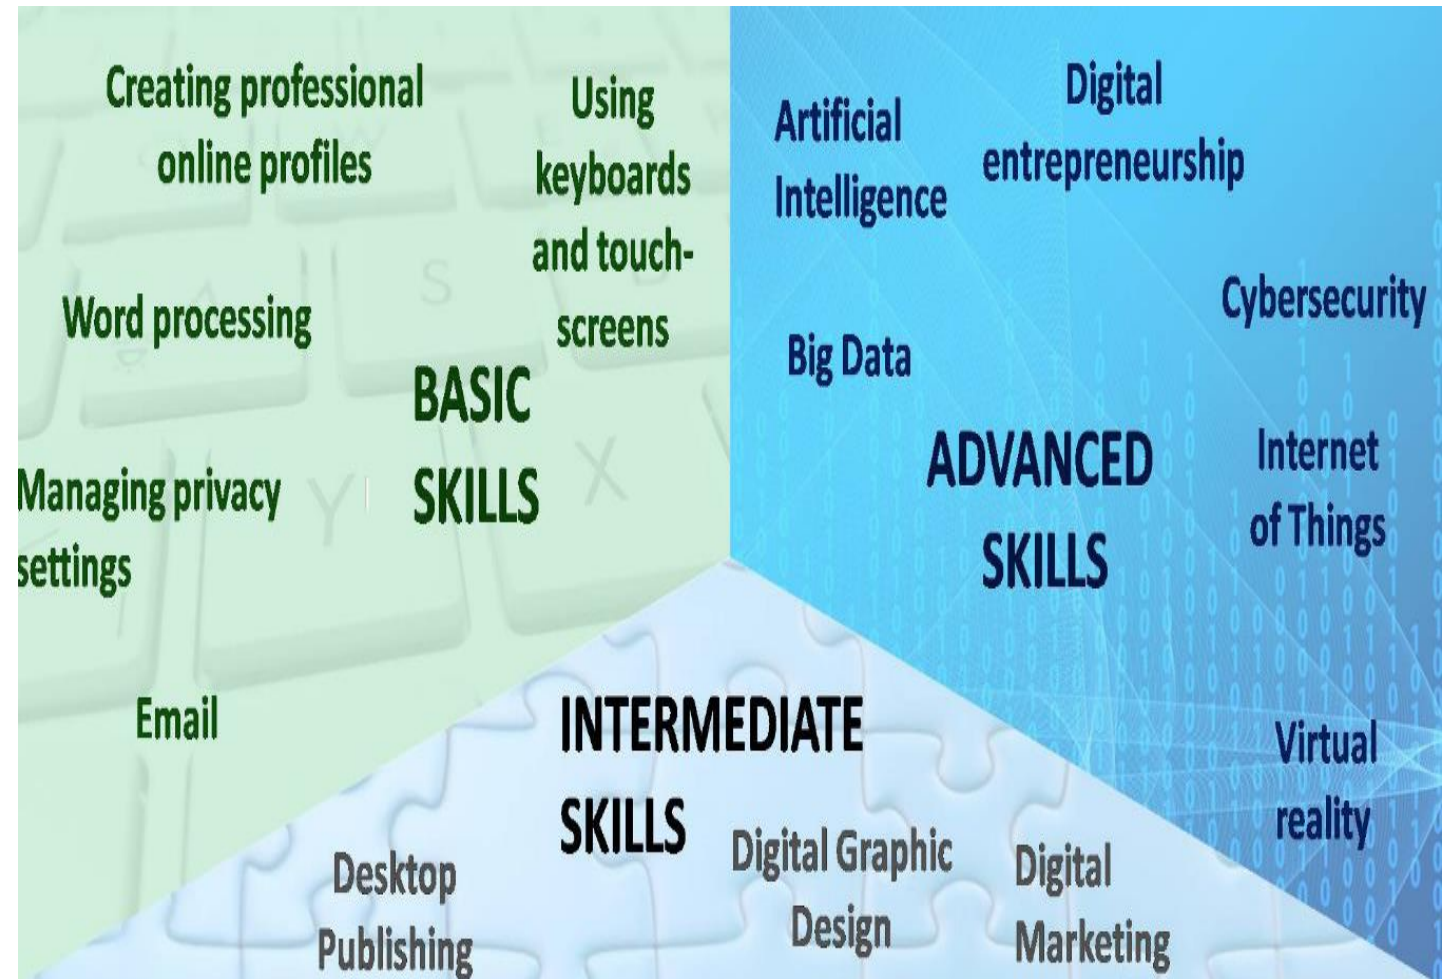 Creating professional
online profiles
Using
keyboards
and touch-
screens
Word processing
BASIC
SKILLS
Managing privacy
settings
Email
Artificial
Intelligence
Digital
entrepreneurship
Cybersecurity
Big Data
ADVANCED
SKILLS
Internet
of Things
Virtual
reality
INTERMEDIATE
SKILLS
Desktop
Publishing
Digital Graphic
Design
Digital
Marketing